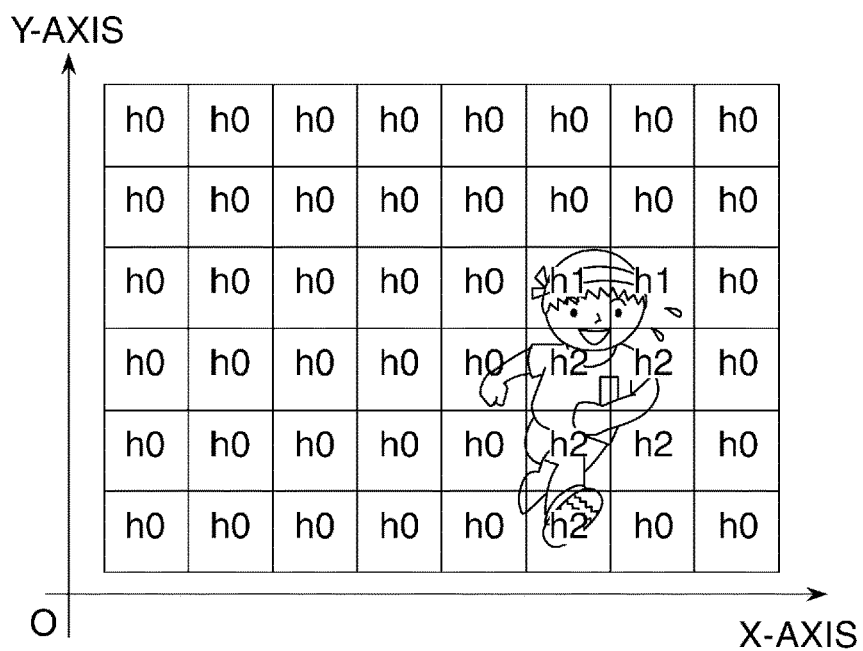 Y-AXIS
h0 h0 h0 h0 h0 h0 h0 h0
h0 h0 h0 h0 h0 h0 h0 h0
h0 h0 h0 h0 h0 h1 h1 h0
h0 h0 h0 h0 h0 h2 h2 h0
h0 h0 h0 h0 h0 h2 h2 h0
h0 h0 h0 h0 h0 h2 h0 h0
O
X-AXIS